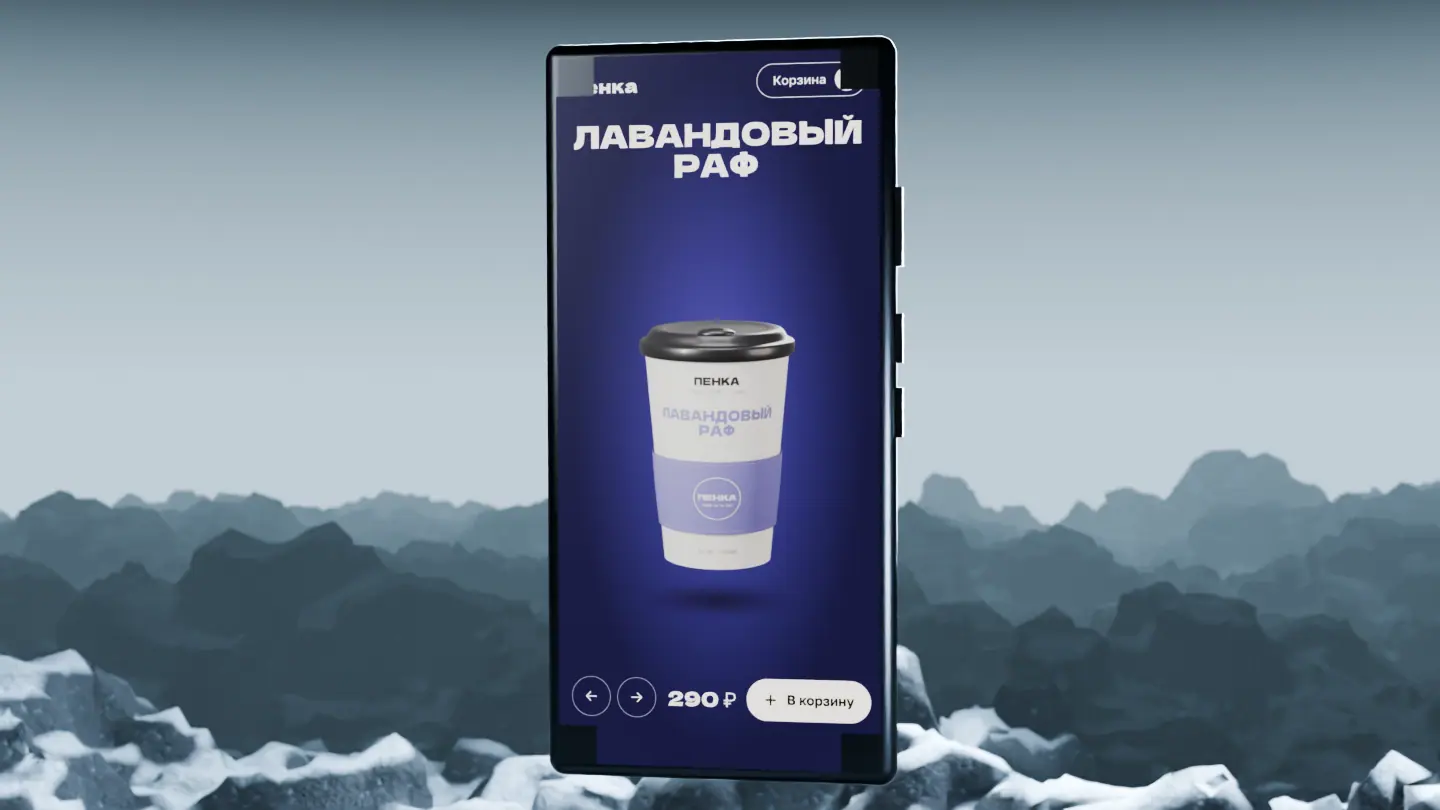 енка
Корзина
ЛАВАНДОВЫЙ
РАФ
ПЕНКА
ЛАВАНДОВЫЙ
РАФ
ПЕНКА
290 ₽
+ В корзину